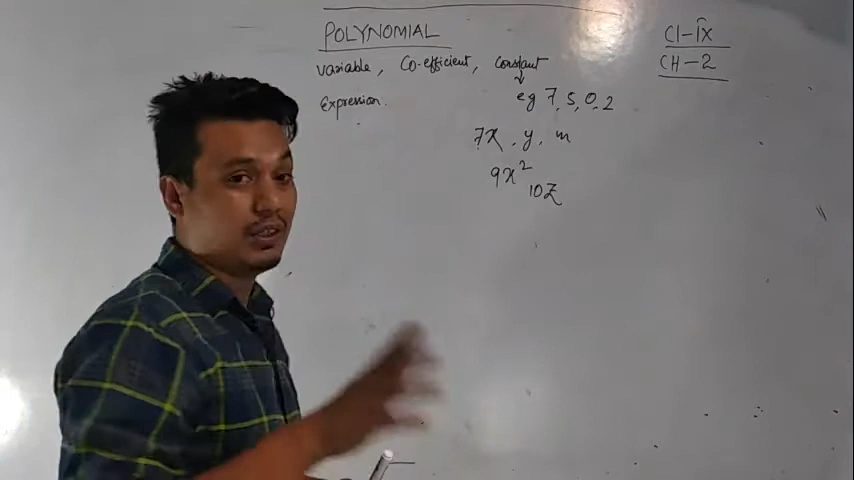 POLYNOMIAL
Cl-IX
CH-2
variable, Co-efficient, Constant
Expression.
eg 7, 5, 0, 2
7x, y, m
9x²
10Z